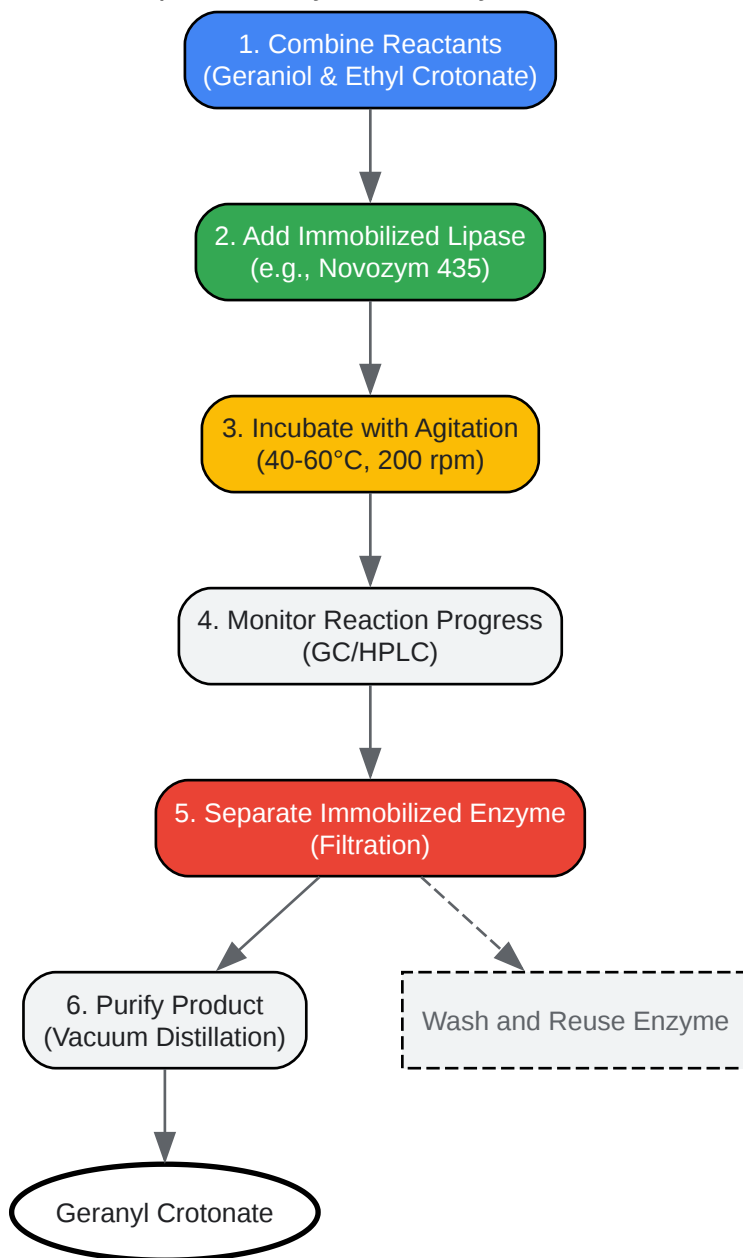 1. Combine Reactants
(Geraniol & Ethyl Crotonate)
2. Add Immobilized Lipase
(e.g., Novozym 435)
3. Incubate with Agitation
(40-60°C, 200 rpm)
4. Monitor Reaction Progress
(GC/HPLC)
5. Separate Immobilized Enzyme
(Filtration)
6. Purify Product
(Vacuum Distillation)
Wash and Reuse Enzyme
Geranyl Crotonate